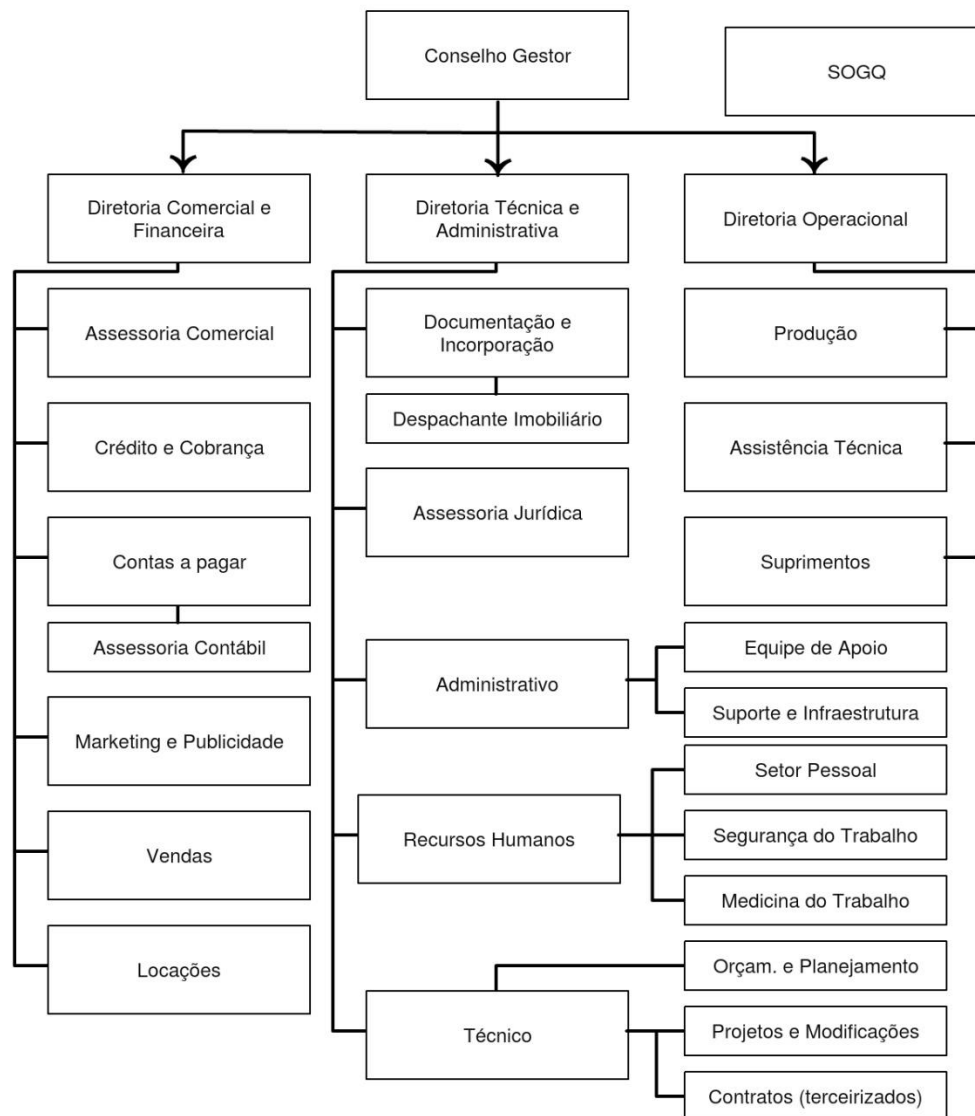 Conselho Gestor
SOGQ
Diretoria Comercial e
Financeira
Diretoria Técnica e
Administrativa
Diretoria Operacional
Assessoria Comercial
Documentação e
Incorporação
Produção
Despachante Imobiliário
Crédito e Cobrança
Assistência Técnica
Assessoria Jurídica
Contas a pagar
Suprimentos
Assessoria Contábil
Equipe de Apoio
Administrativo
Suporte e Infraestrutura
Marketing e Publicidade
Setor Pessoal
Recursos Humanos
Segurança do Trabalho
Vendas
Medicina do Trabalho
Orçam. e Planejamento
Locações
Técnico
Projetos e Modificações
Contratos (terceirizados)